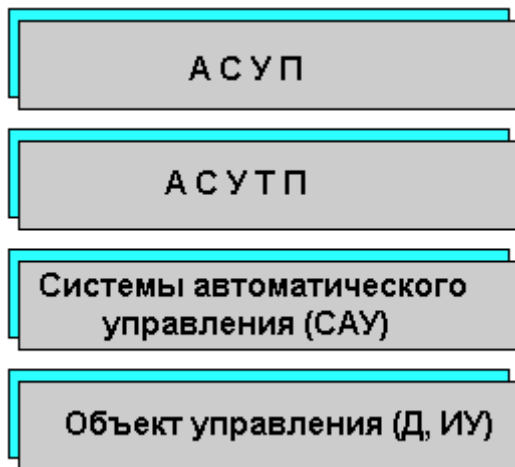 А С У П
А С У Т П
Системы автоматического
управления (САУ)
Объект управления (Д, ИУ)